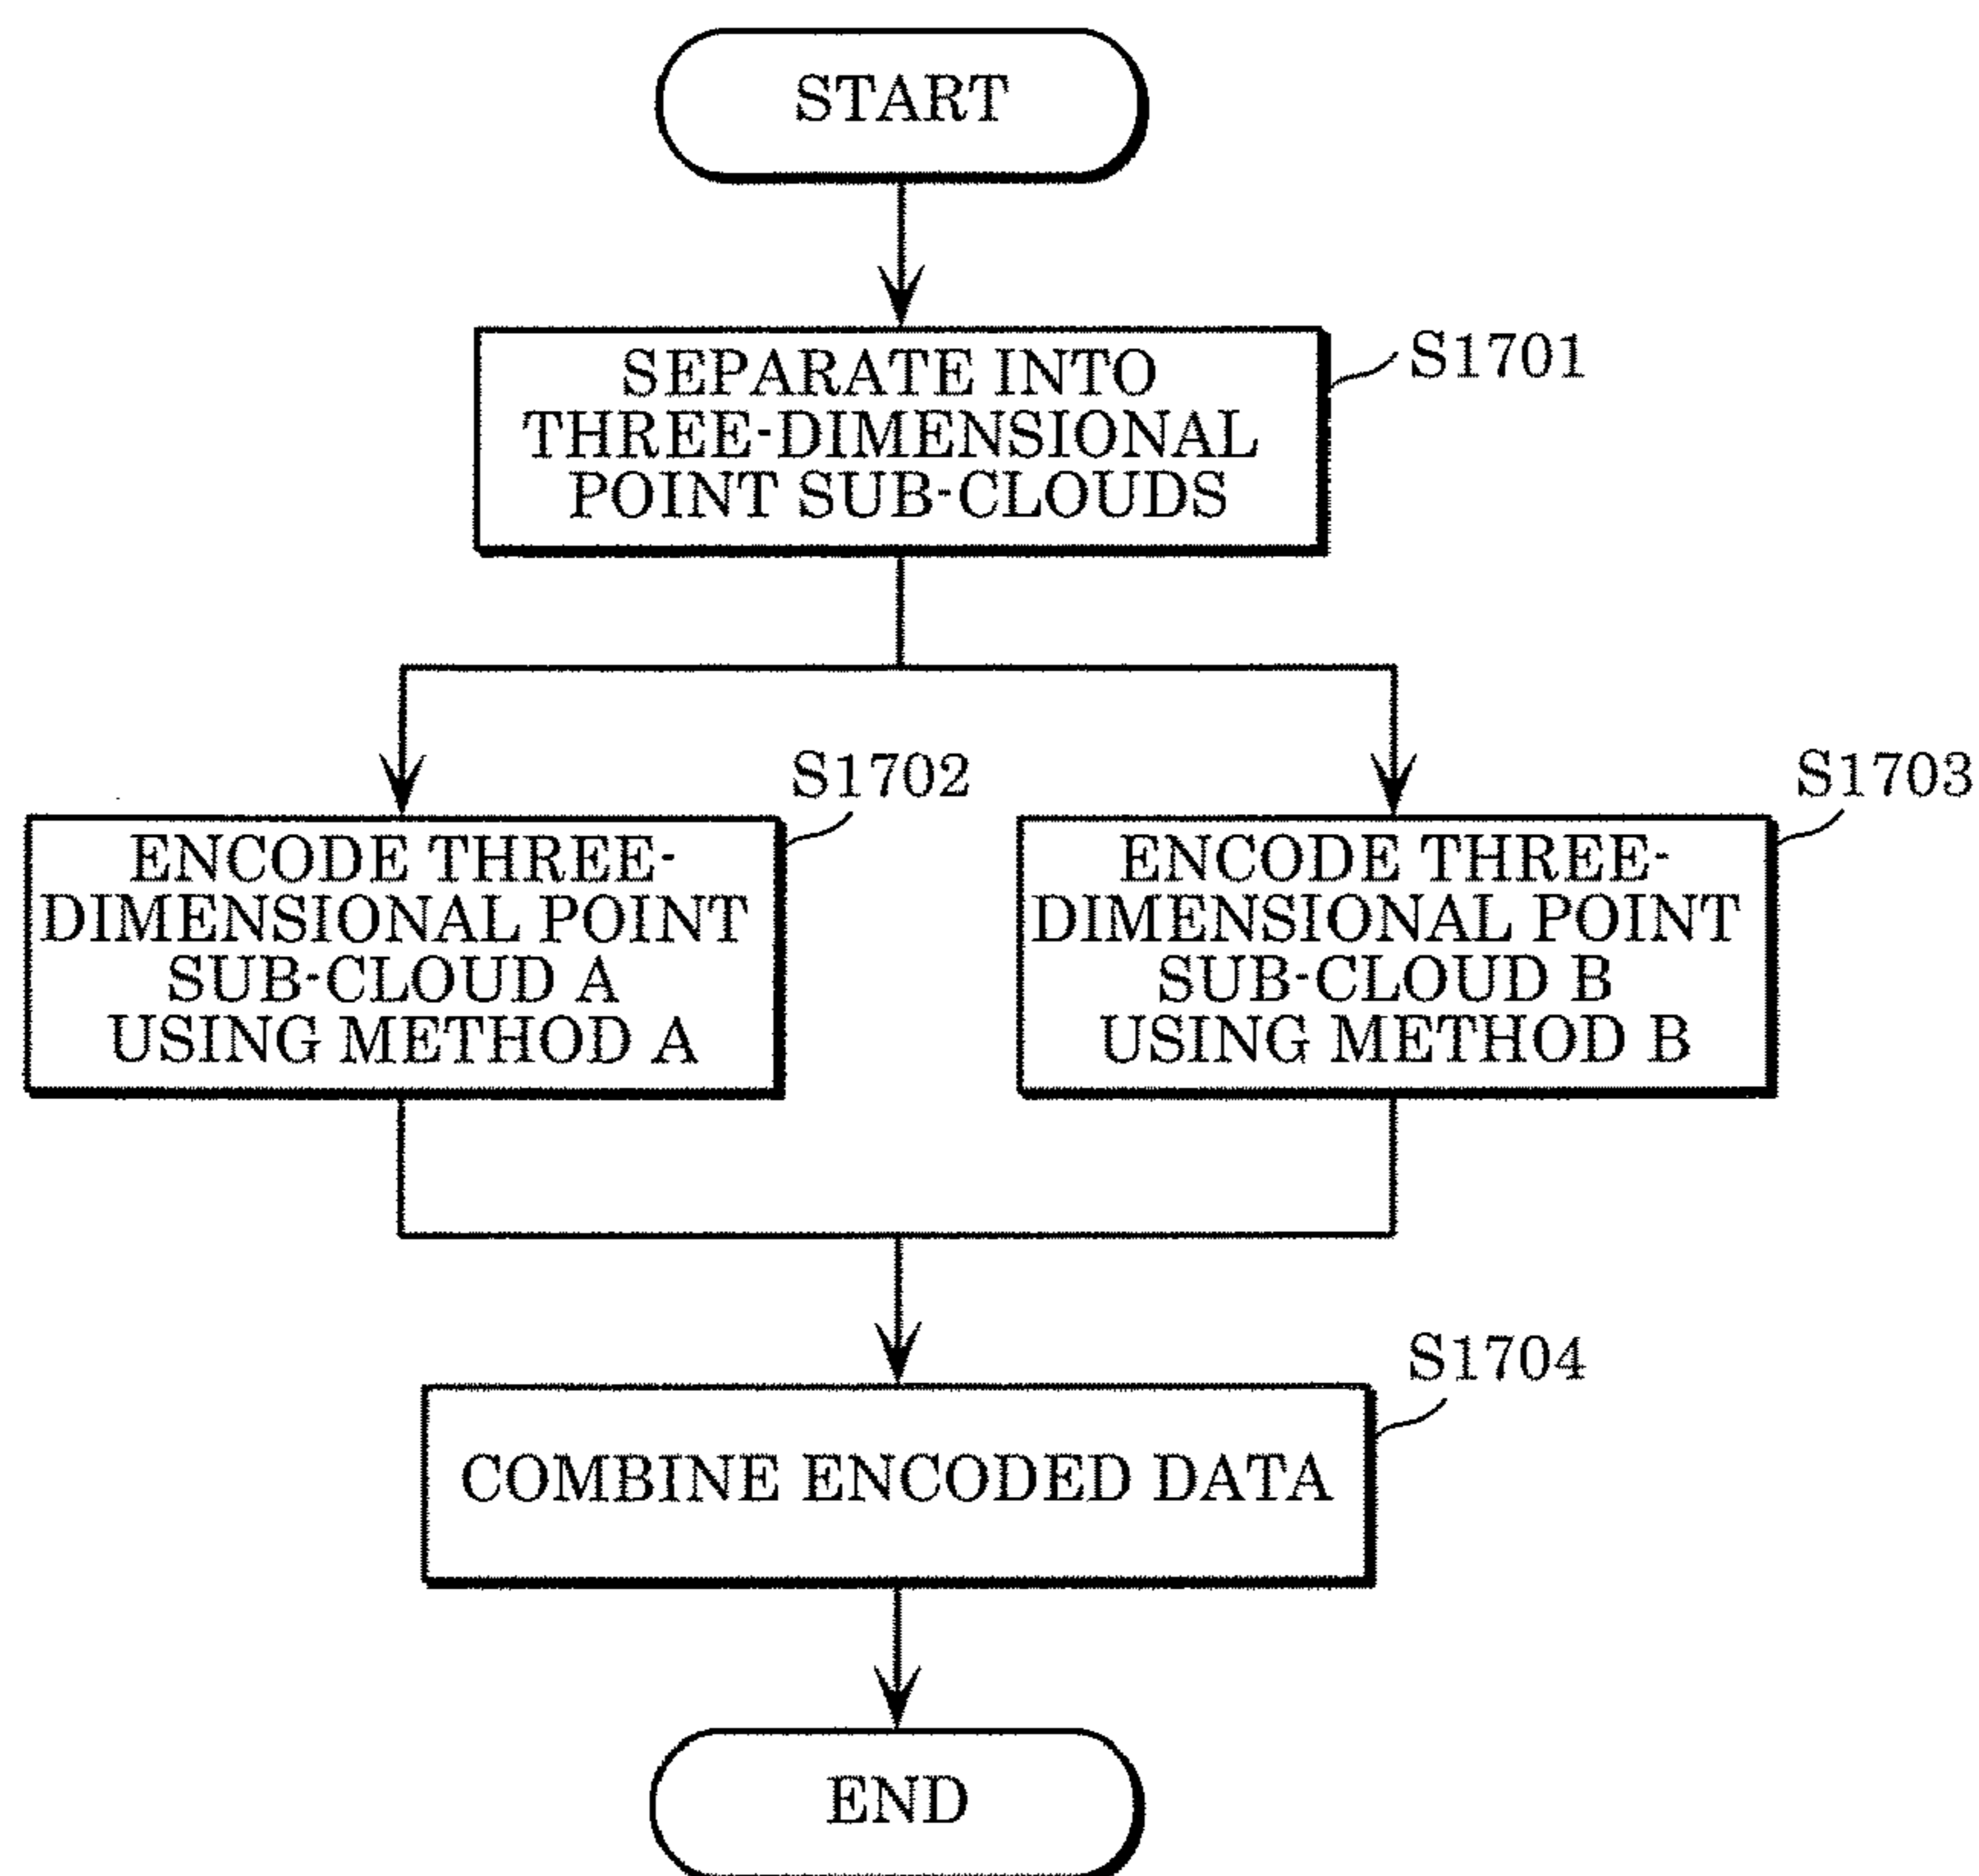 START
SEPARATE INTO
THREE-DIMENSIONAL
POINT SUB-CLOUDS
S1701
ENCODE THREE-
DIMENSIONAL POINT
SUB-CLOUD A
USING METHOD A
S1702
ENCODE THREE-
DIMENSIONAL POINT
SUB-CLOUD B
USING METHOD B
S1703
COMBINE ENCODED DATA
S1704
END